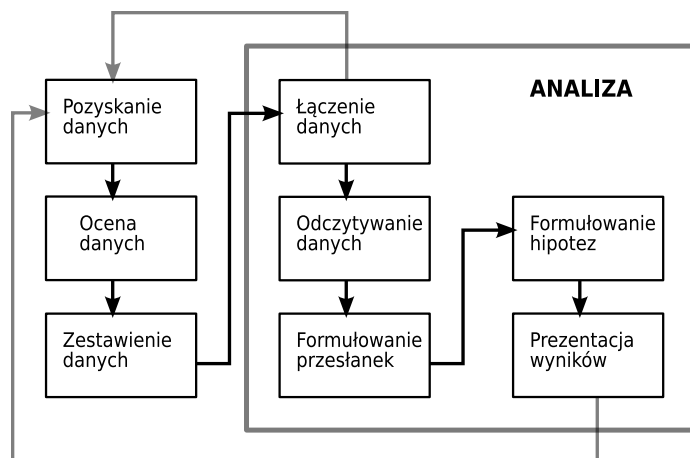 ANALIZA
Pozyskanie
danych
Ocena
danych
Zestawienie
danych
Łączenie
danych
Odczytywanie
danych
Formułowanie
przesłanek
Formułowanie
hipotez
Prezentacja
wyników